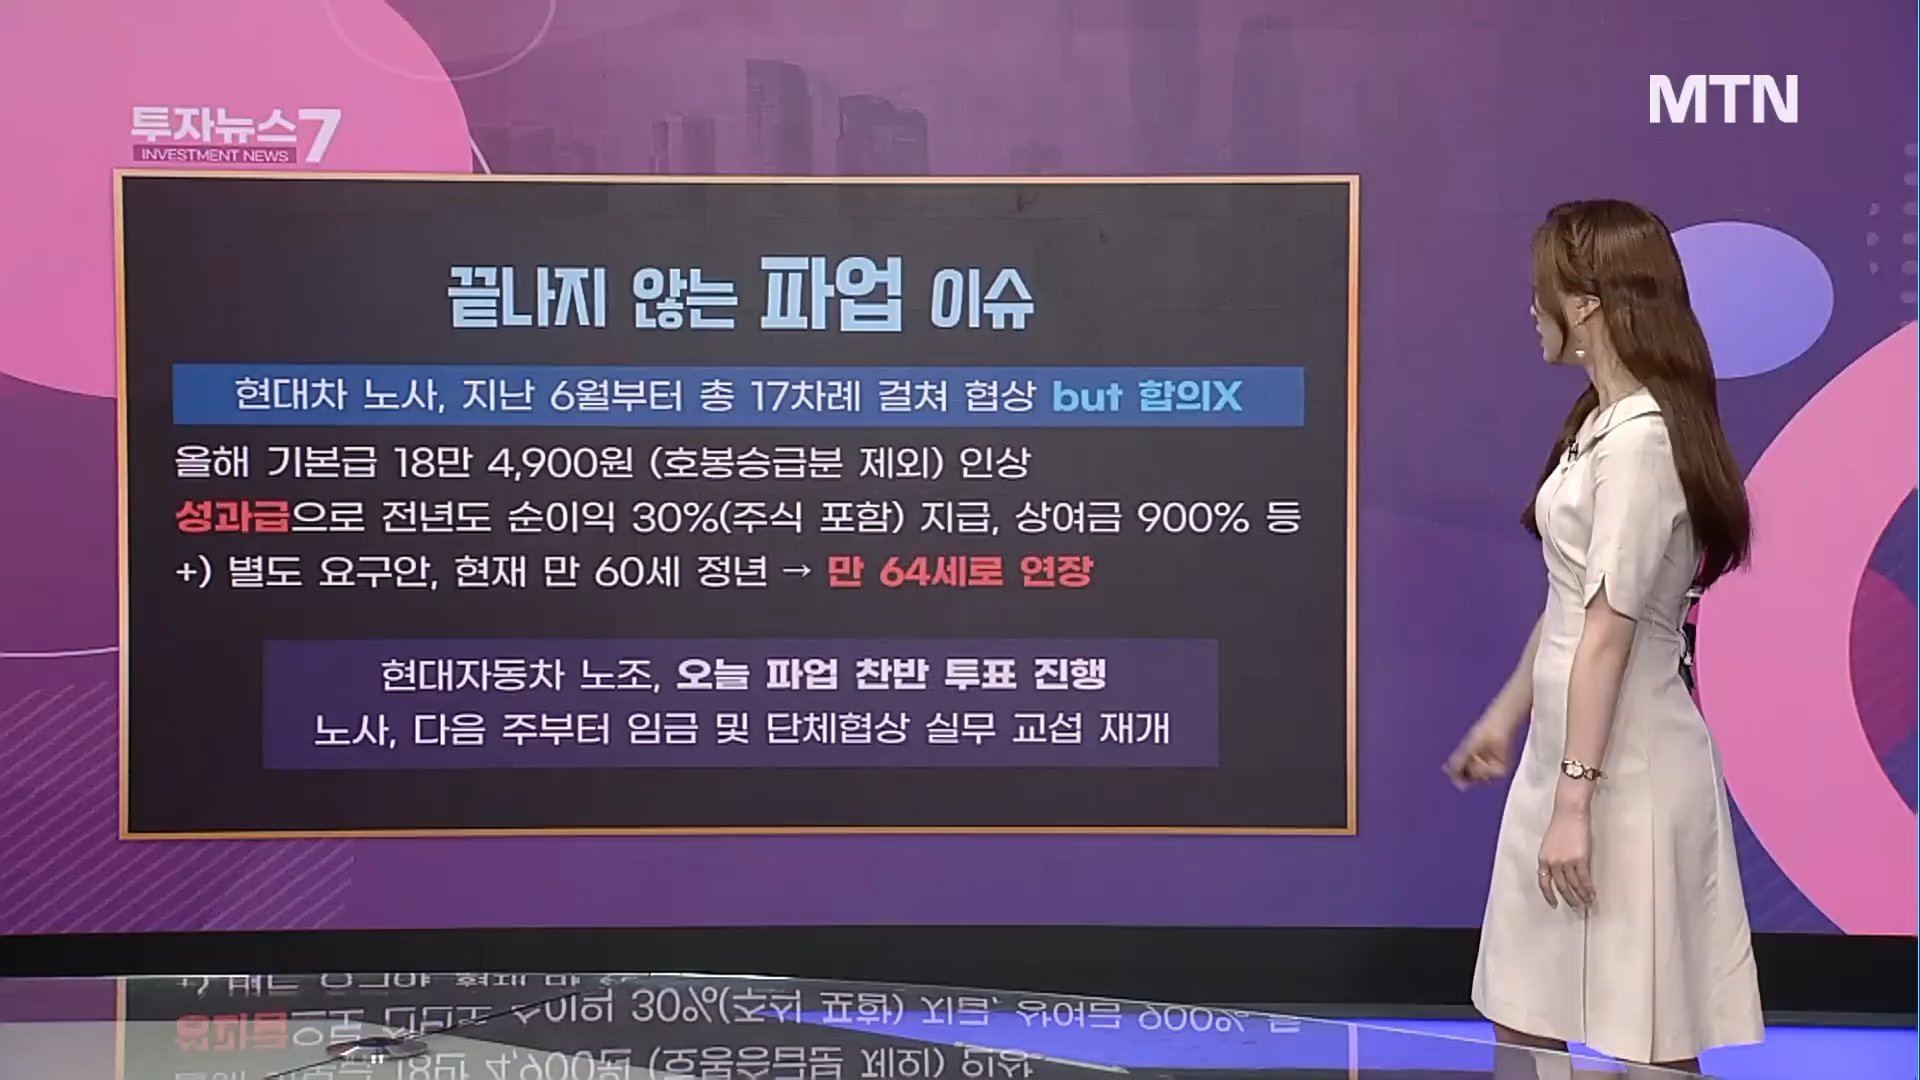 MTN
투자뉴스7
INVESTMENT NEWS
끝나지 않는 파업 이슈
현대차 노사, 지난 6월부터 총 17차례 걸쳐 협상 but 합의X
올해 기본급 18만 4,900원 (호봉승급분 제외) 인상
성과급으로 전년도 순이익 30%(주식 포함) 지급, 상여금 900% 등
+) 별도 요구안, 현재 만 60세 정년 → 만 64세로 연장
현대자동차 노조, 오늘 파업 찬반 투표 진행
노사, 다음 주부터 임금 및 단체협상 실무 교섭 재개